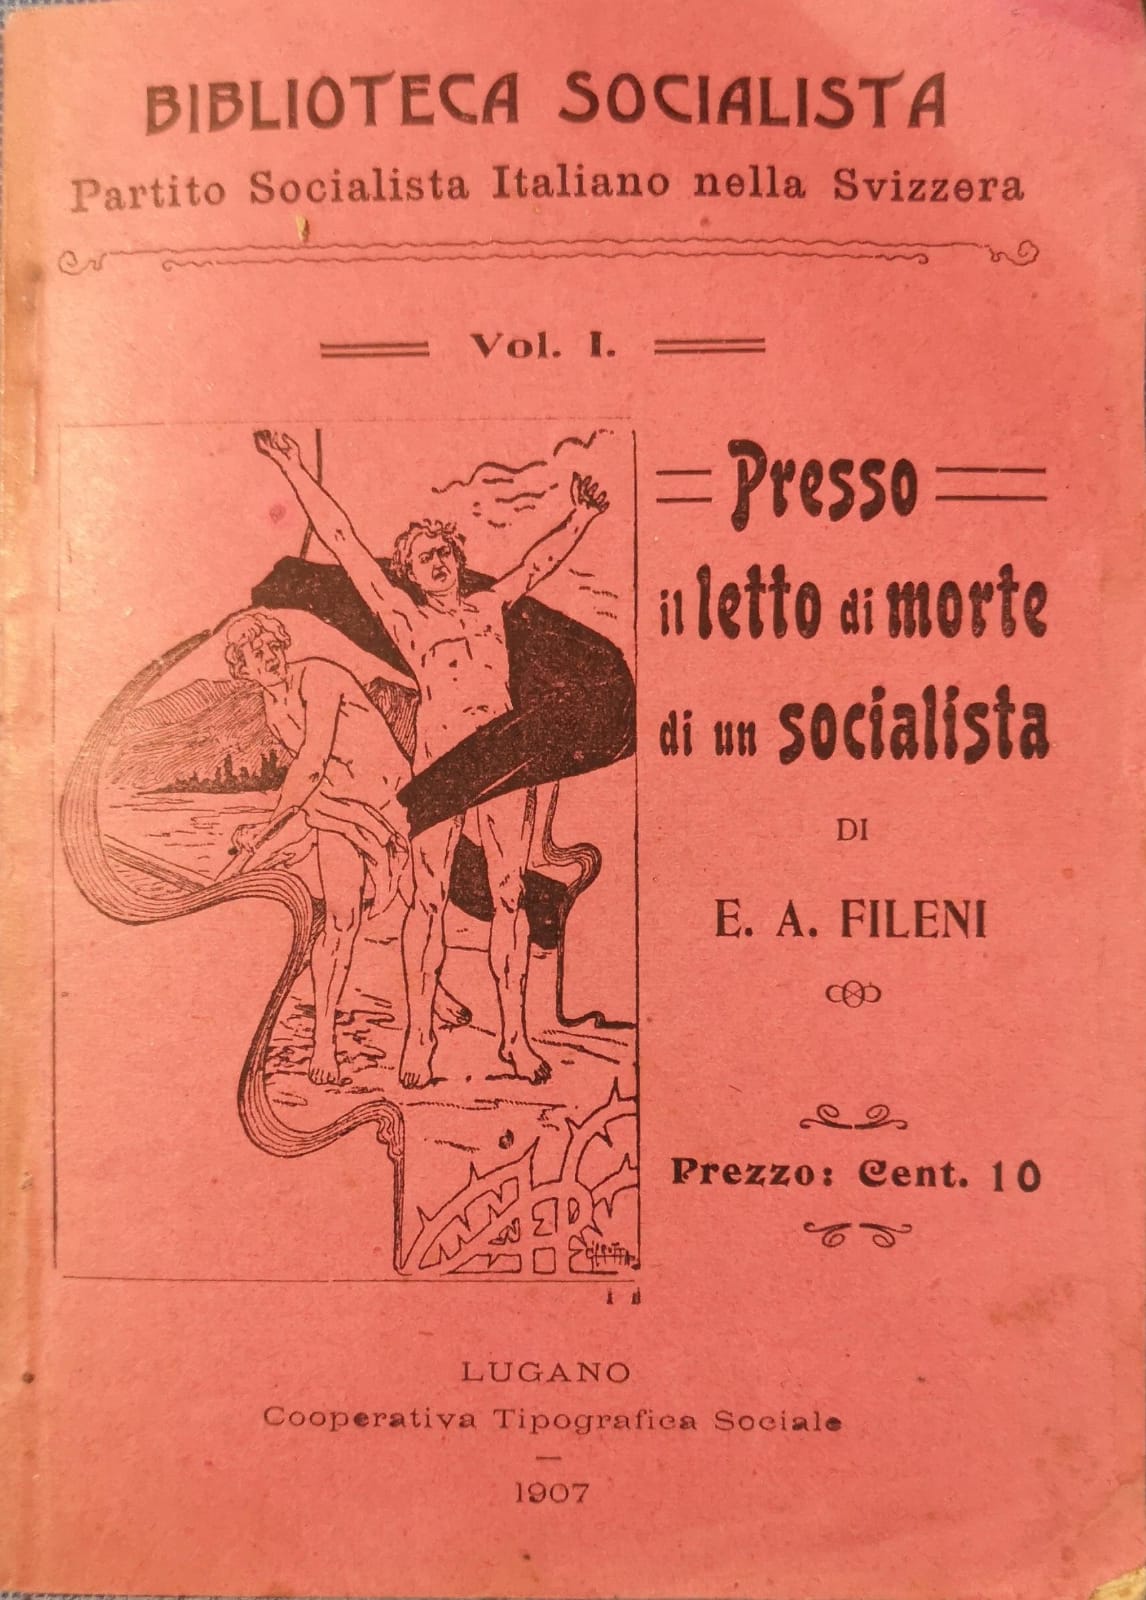 BIBLIOTECA SOCIALISTA
Partito Socialista Italiano nella Svizzera
Vol. I.
Presso
il letto di morte
di un socialista
DI
E. A. FILENI
Prezzo: Cent. 10
LUGANO
Cooperativa Tipografica Sociale
1907